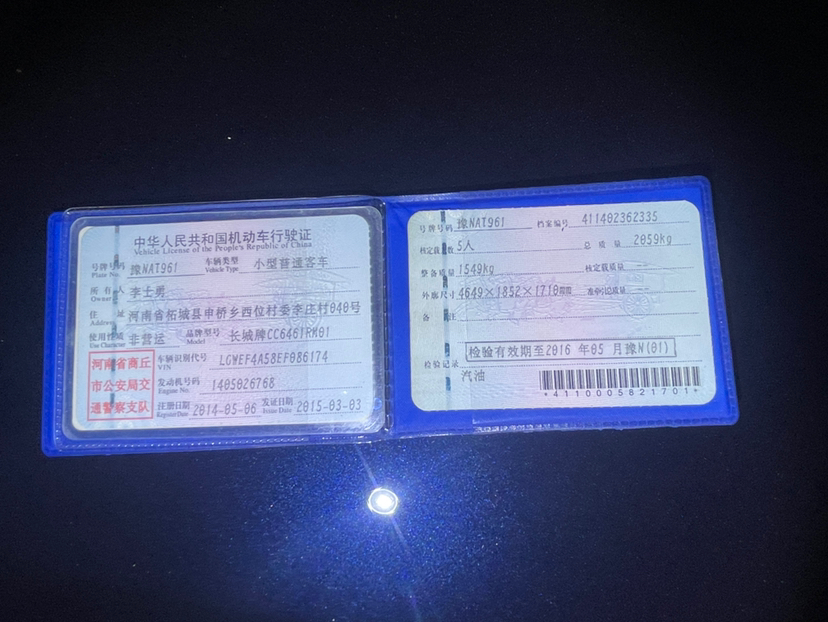 中华人民共和国机动车行驶证
Vehicle License of the People's Republic of China
号牌号码 Plate No. 豫NAT961 车辆类型 Vehicle Type 小型普通客车
所有人 Owner 李士勇
住址 Address 河南省柘城县申桥乡西位村委李庄村040号
使用性质 Use Character 非营运 品牌型号 Model 长城牌CC6461RM01
河南省商丘
市公安局交
通警察支队
车辆识别代号 VIN LGWEF4A58EF086174
发动机号码 Engine No. 1405026768
注册日期 Register Date 2014-05-06 发证日期 Issue Date 2015-03-03
号牌号码 豫NAT961 档案编号 411402362335
核定载人数 5人 总质量 2059kg
整备质量 1549kg 核定载质量 --
外廓尺寸 4649×1852×1710mm 准牵引总质量 --
备注
检验有效期至2016 年05 月豫N(01)
检验记录
汽油
*4110005821701*